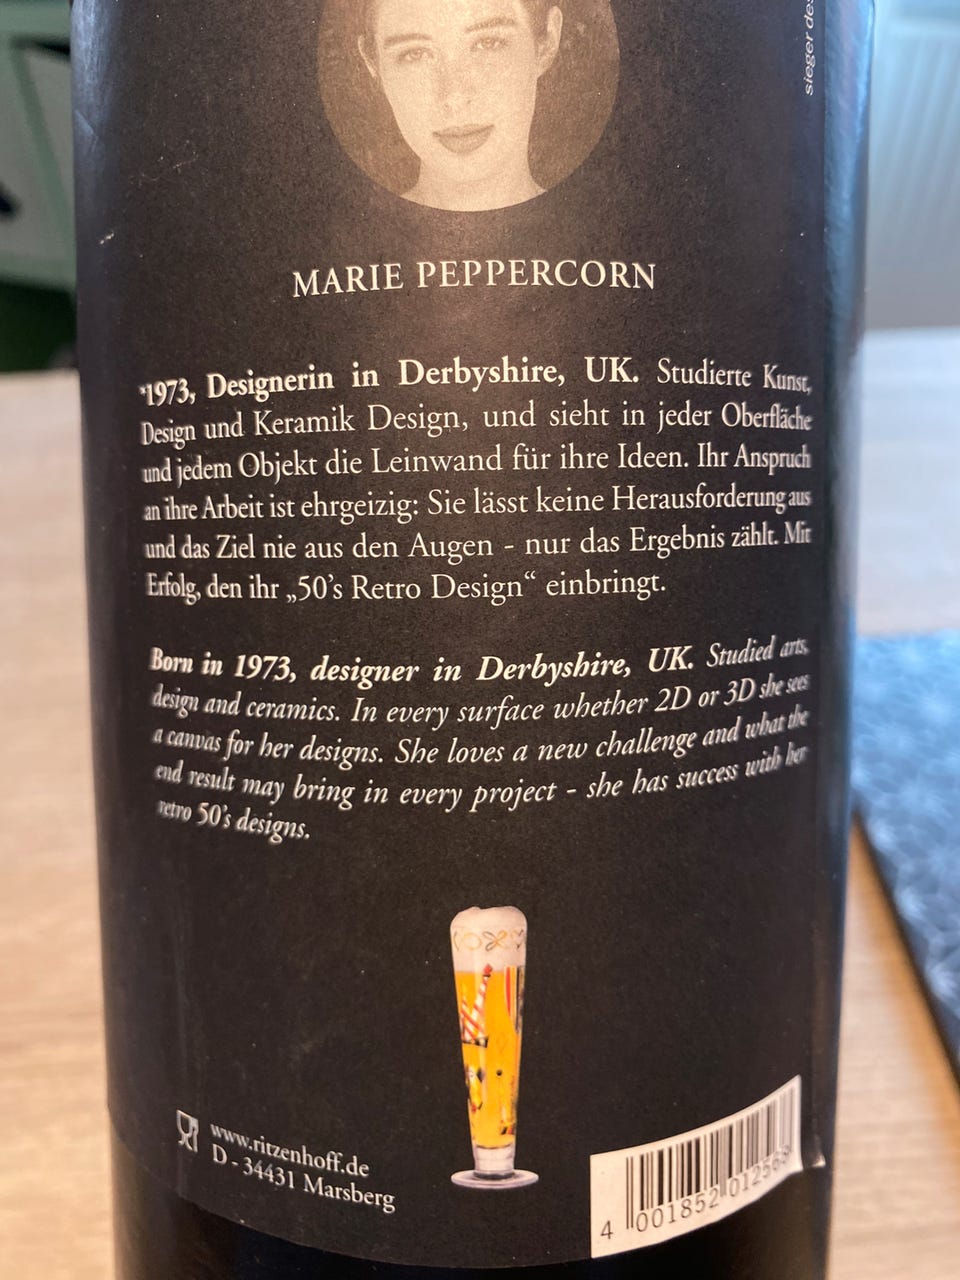 sieger des
MARIE PEPPERCORN
*1973, Designerin in Derbyshire, UK. Studierte Kunst,
Design und Keramik Design, und sieht in jeder Oberfläche
und jedem Objekt die Leinwand für ihre Ideen. Ihr Anspruch
an ihre Arbeit ist ehrgeizig: Sie lässt keine Herausforderung aus
und das Ziel nie aus den Augen - nur das Ergebnis zählt. Mit
Erfolg, den ihr „50’s Retro Design“ einbringt.
Born in 1973, designer in Derbyshire, UK. Studied arts,
design and ceramics. In every surface whether 2D or 3D she sees
a canvas for her designs. She loves a new challenge and what the
end result may bring in every project - she has success with her
retro 50’s designs.
www.ritzenhoff.de
D - 34431 Marsberg
4 001852 012568